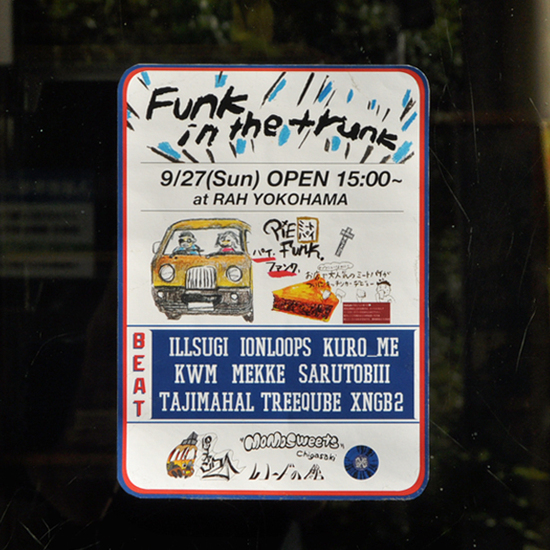 Funk
in the trunk
9/27(Sun) OPEN 15:00~
at RAH YOKOHAMA
PiE
Funk.
パイ
ファンク.
BEAT
ILLSUGI IONLOOPS KURO_ME
KWM MEKKE SARUTOBIII
TAJIMAHAL TREEQUBE XNGB2
"MaMaSweets"
Chigasaki